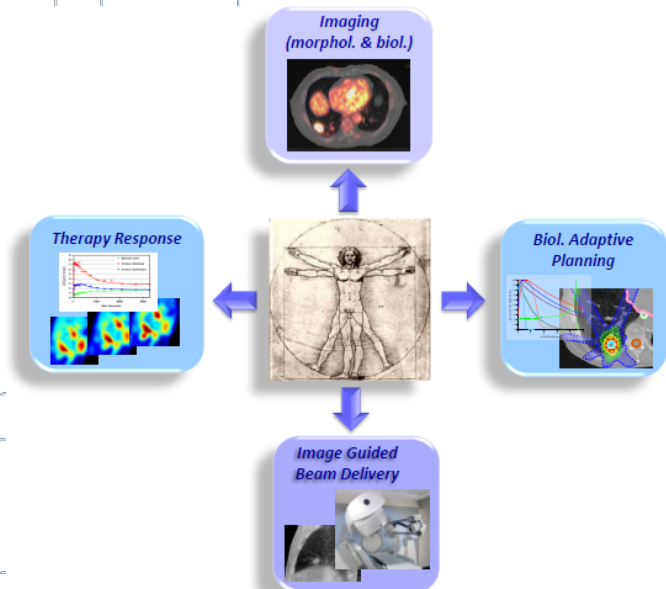 Imaging
(morphol. & biol.)
Therapy Response
Biol. Adaptive
Planning
Image Guided
Beam Delivery